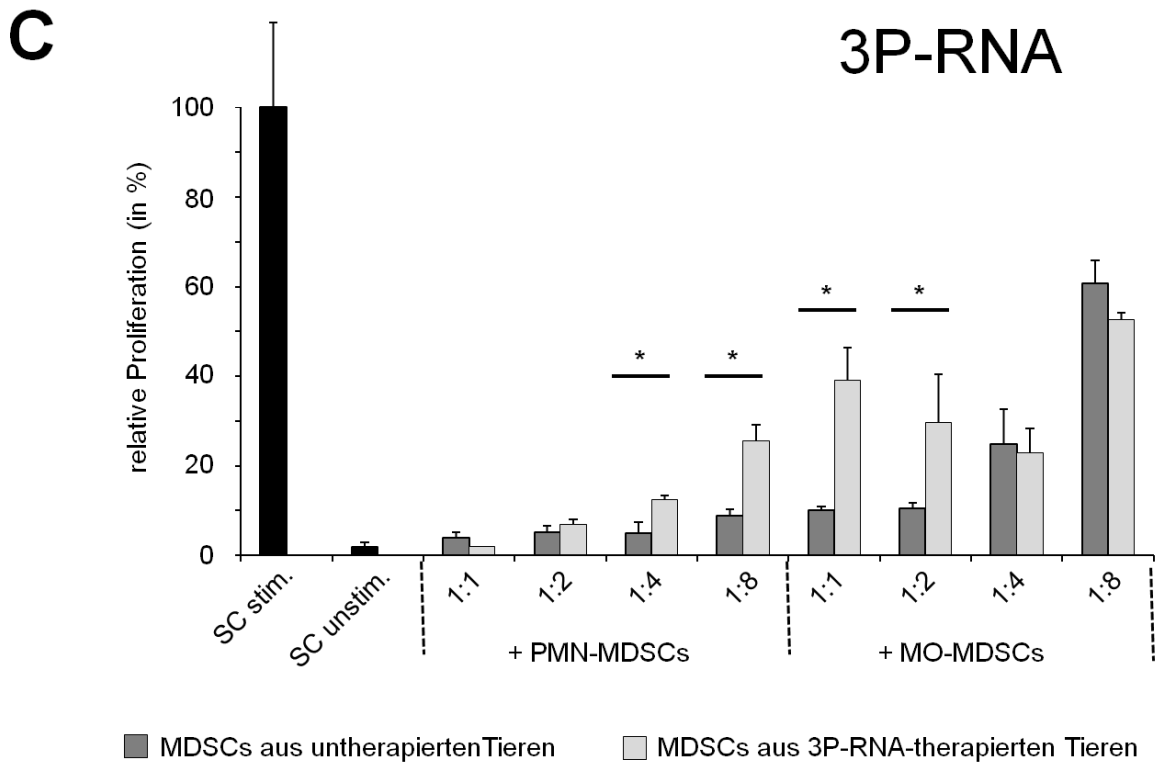 C
3P-RNA
relative Proliferation (in %)
100
80
60
40
20
0
* * * *
SC stim.
SC unstim.
1:1
1:2
1:4
1:8
1:1
1:2
1:4
1:8
+ PMN-MDSCs
+ MO-MDSCs
MDSCs aus untherapiertenTieren
MDSCs aus 3P-RNA-therapierten Tieren